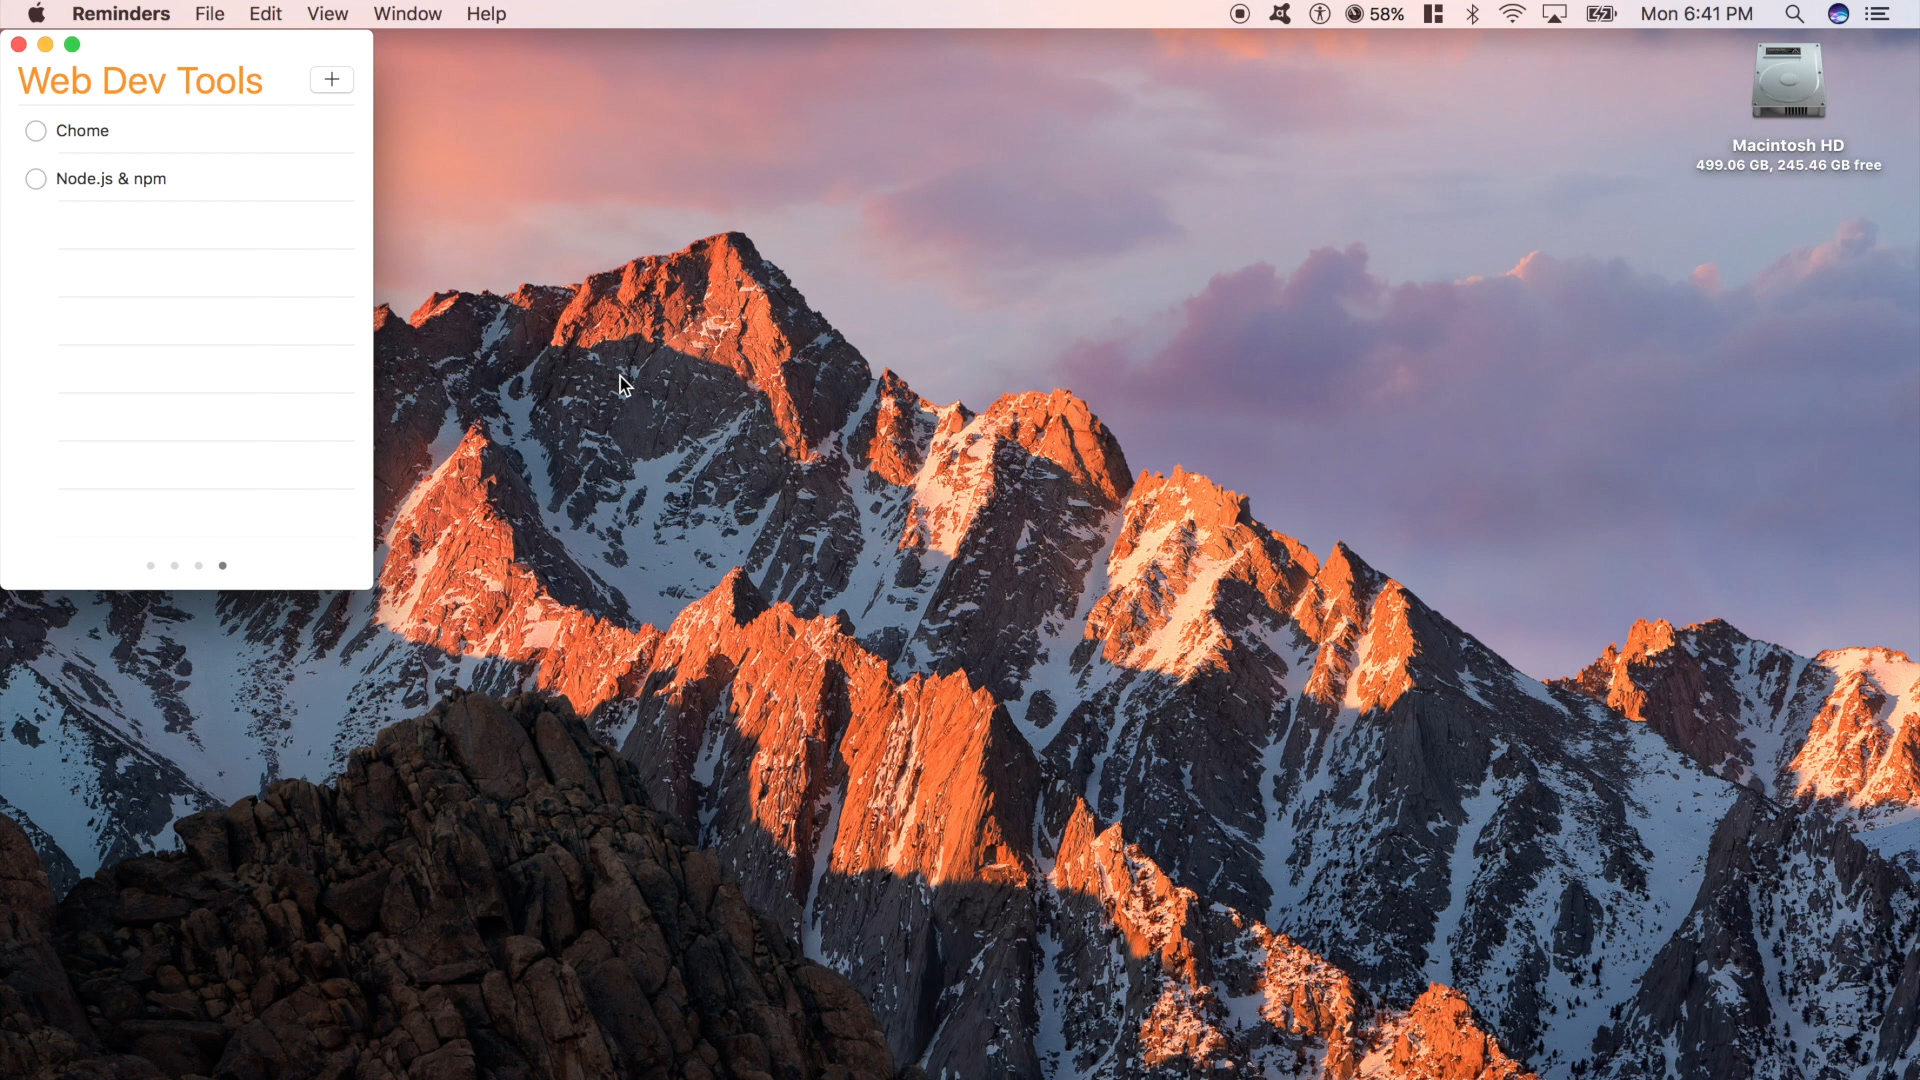 Reminders File Edit View Window Help 58% Mon 6:41 PM
Web Dev Tools
Chome
Node.js & npm
Macintosh HD
499.06 GB, 245.46 GB free